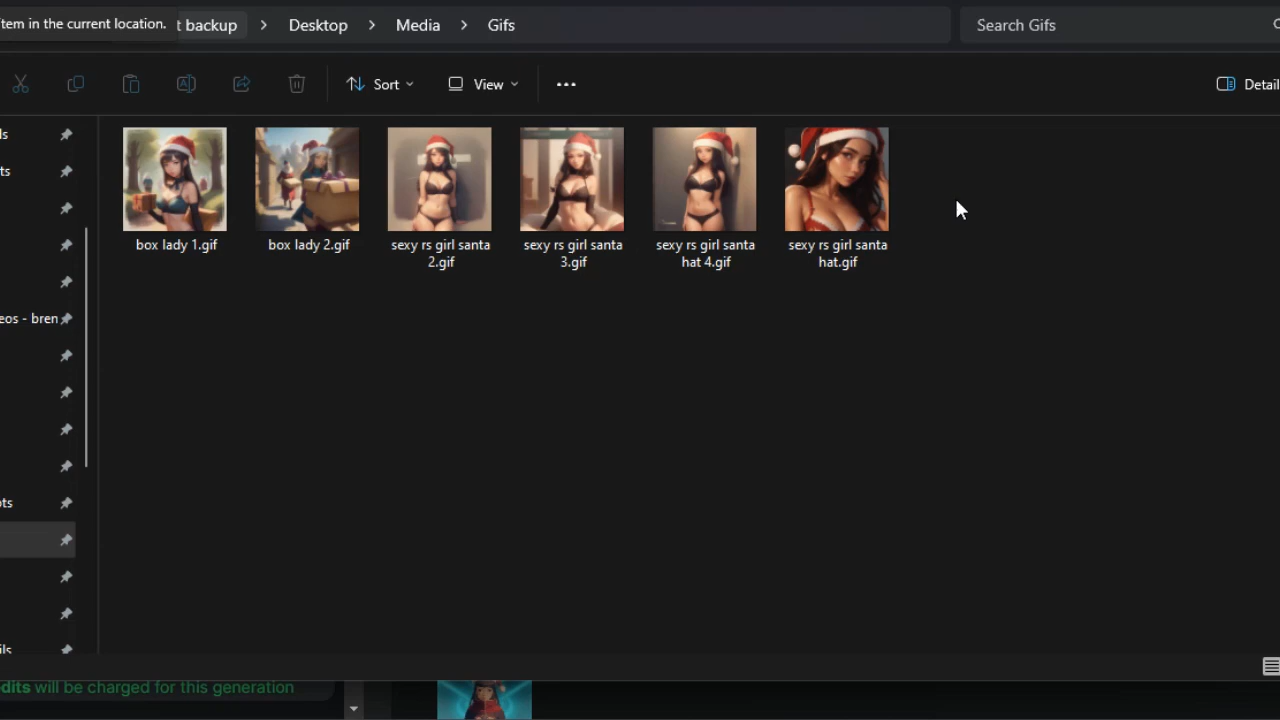 tem in the current location.
t backup > Desktop > Media > Gifs
Search Gifs
Sort
View
Detail
ls
ts
eos - bren
ots
ils
box lady 1.gif
box lady 2.gif
sexy rs girl santa
2.gif
sexy rs girl santa
3.gif
sexy rs girl santa
hat 4.gif
sexy rs girl santa
hat.gif
dits will be charged for this generation